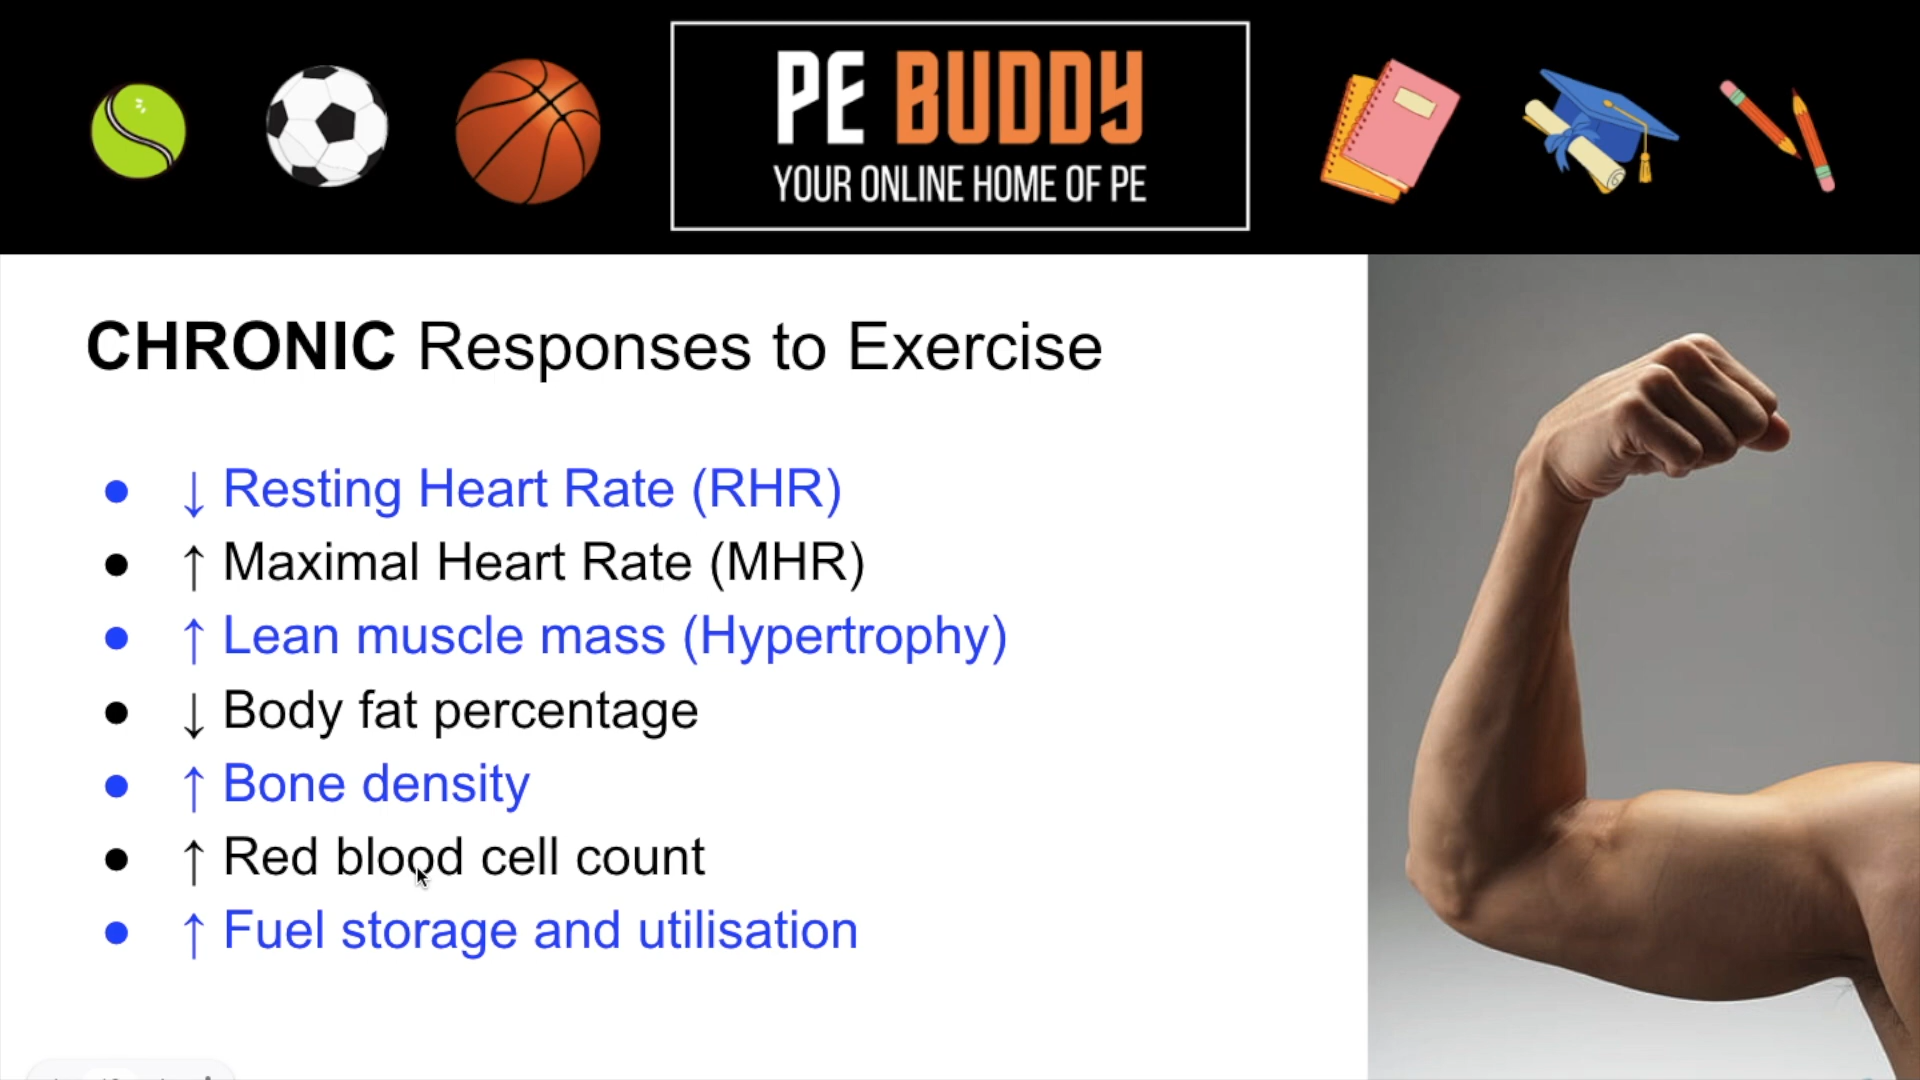 PE BUDDY
YOUR ONLINE HOME OF PE
CHRONIC Responses to Exercise
● ↓ Resting Heart Rate (RHR)
● ↑ Maximal Heart Rate (MHR)
● ↑ Lean muscle mass (Hypertrophy)
● ↓ Body fat percentage
● ↑ Bone density
● ↑ Red blood cell count
● ↑ Fuel storage and utilisation